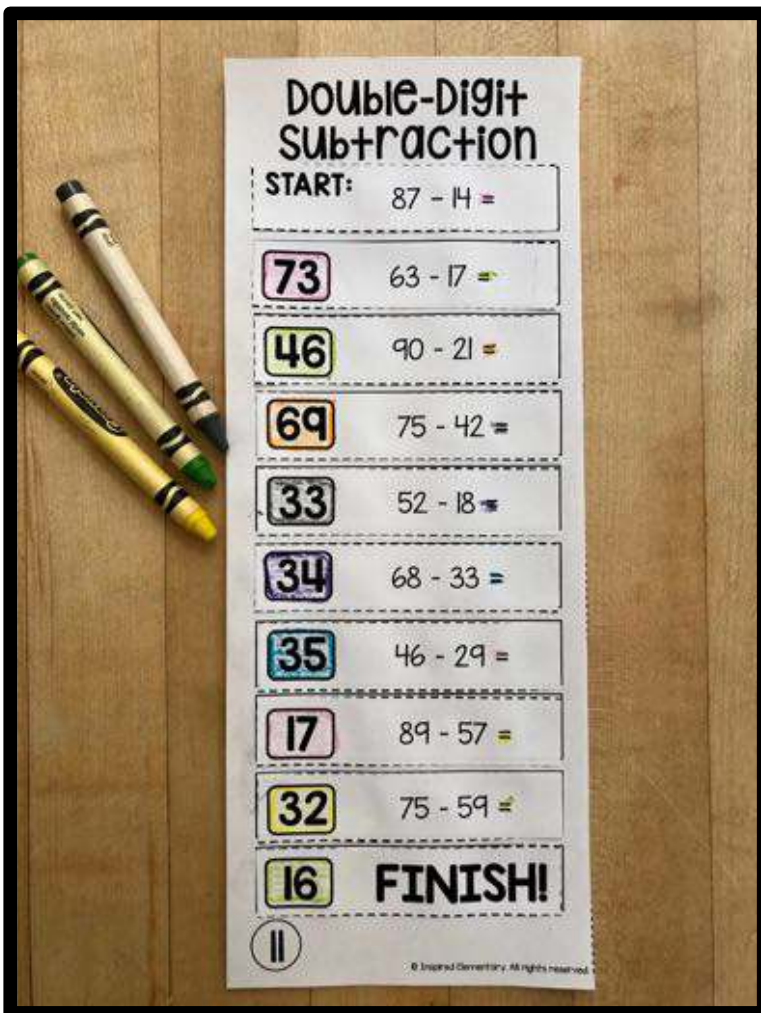 Double-Digit
Subtraction
START: 87 - 14 =
73 63 - 17 =
46 90 - 21 =
69 75 - 42 =
33 52 - 18 =
34 68 - 33 =
35 46 - 29 =
17 89 - 57 =
32 75 - 59 =
16 FINISH!
11
© Inspired Elementary. All rights reserved.